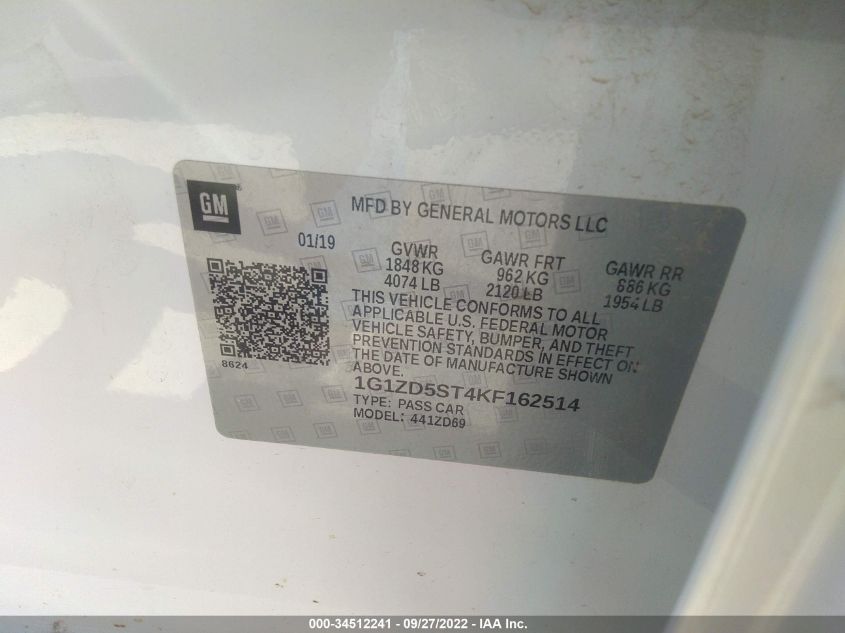 GM
MFD BY GENERAL MOTORS LLC
01/19
GVWR
1848 KG
4074 LB
GAWR FRT
962 KG
2120 LB
GAWR RR
886 KG
1954 LB
THIS VEHICLE CONFORMS TO ALL
APPLICABLE U.S. FEDERAL MOTOR
VEHICLE SAFETY, BUMPER, AND THEFT
PREVENTION STANDARDS IN EFFECT ON
THE DATE OF MANUFACTURE SHOWN
ABOVE.
8624
1G1ZD5ST4KF162514
TYPE: PASS CAR
MODEL: 441ZD69
000-34512241 - 09/27/2022 - IAA Inc.